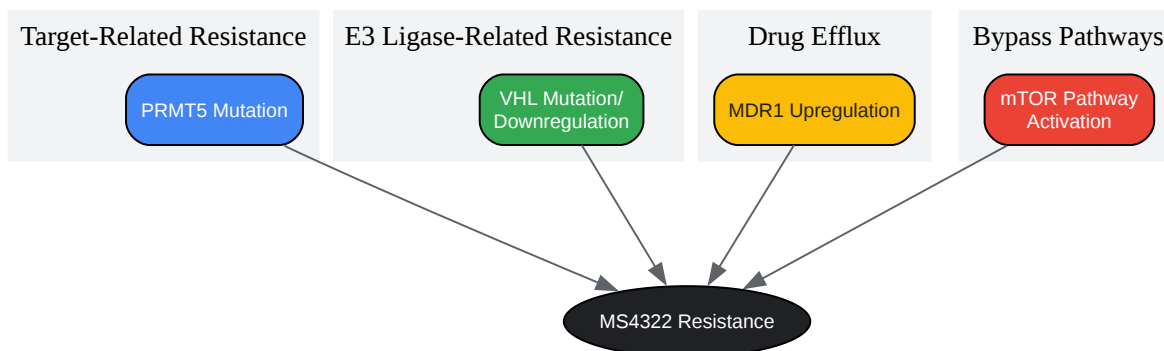 Target-Related Resistance
E3 Ligase-Related Resistance
Drug Efflux
Bypass Pathways
PRMT5 Mutation
VHL Mutation/
Downregulation
MDR1 Upregulation
mTOR Pathway
Activation
MS4322 Resistance